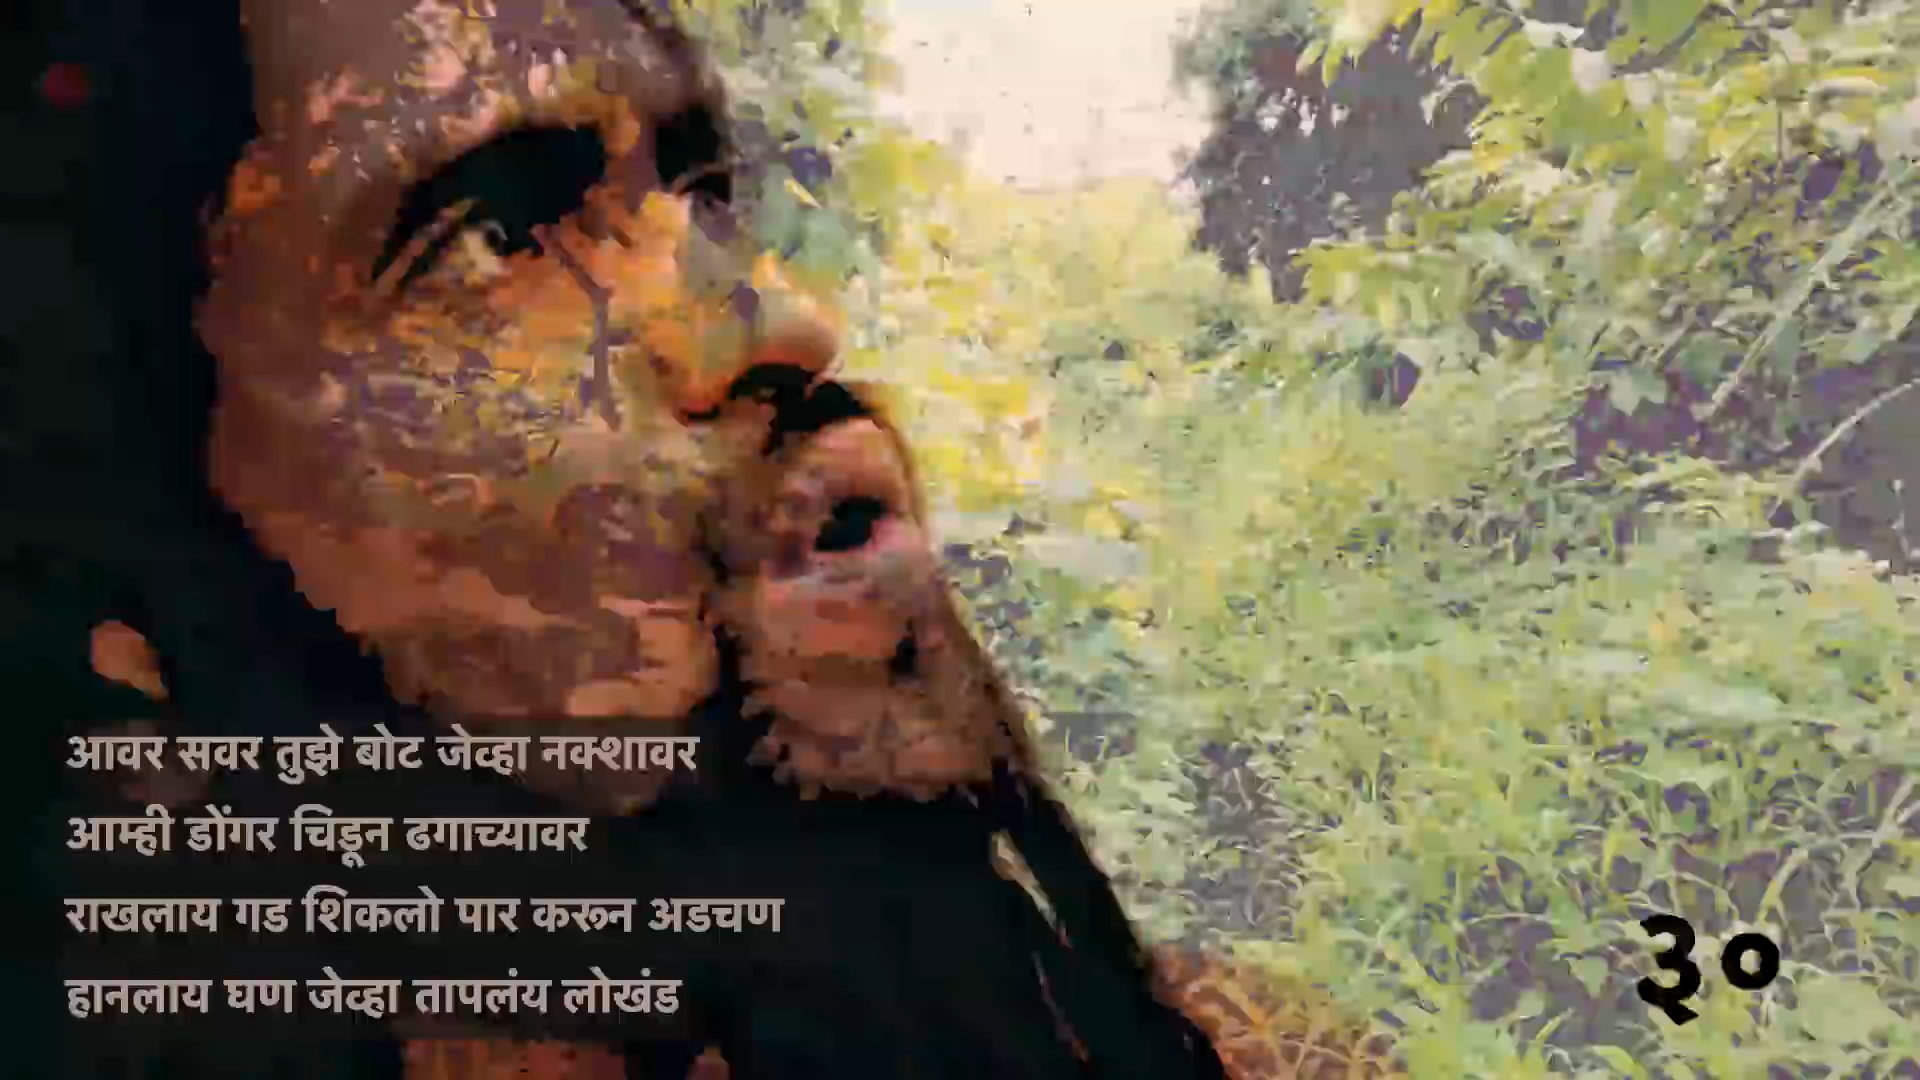 आवर सवर तुझे बोट जेव्हा नक्शावर
आम्ही डोंगर चिडून ढगाच्यावर
राखलाय गड शिकलो पार करून अडचण
हानलाय घण जेव्हा तापलंय लोखंड
३०